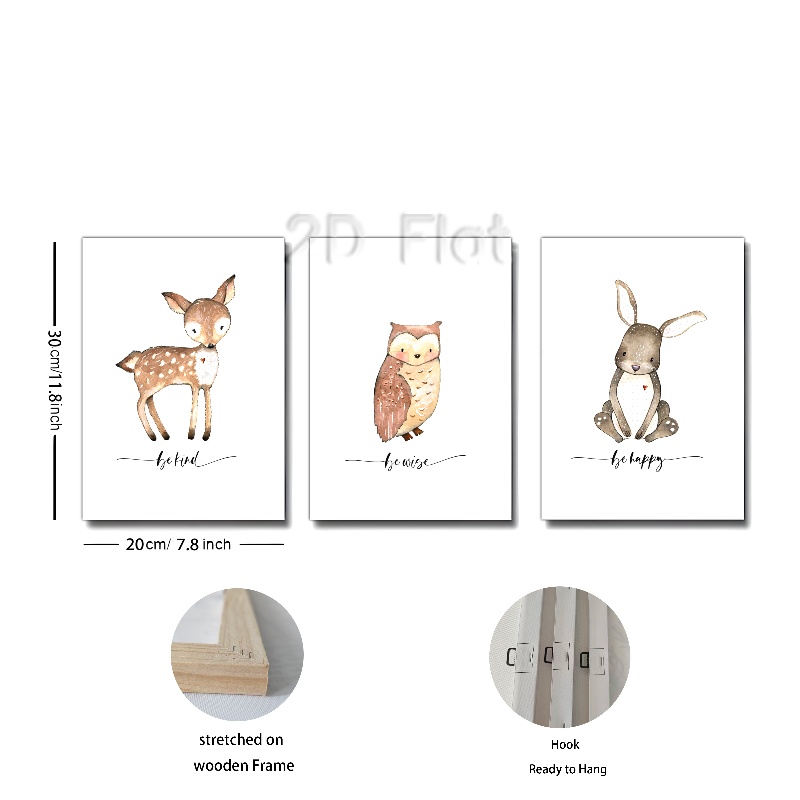 2D Flat
30cm/11.8inch
be kind
be wise
be happy
20cm/ 7.8 inch
stretched on
wooden Frame
Hook
Ready to Hang